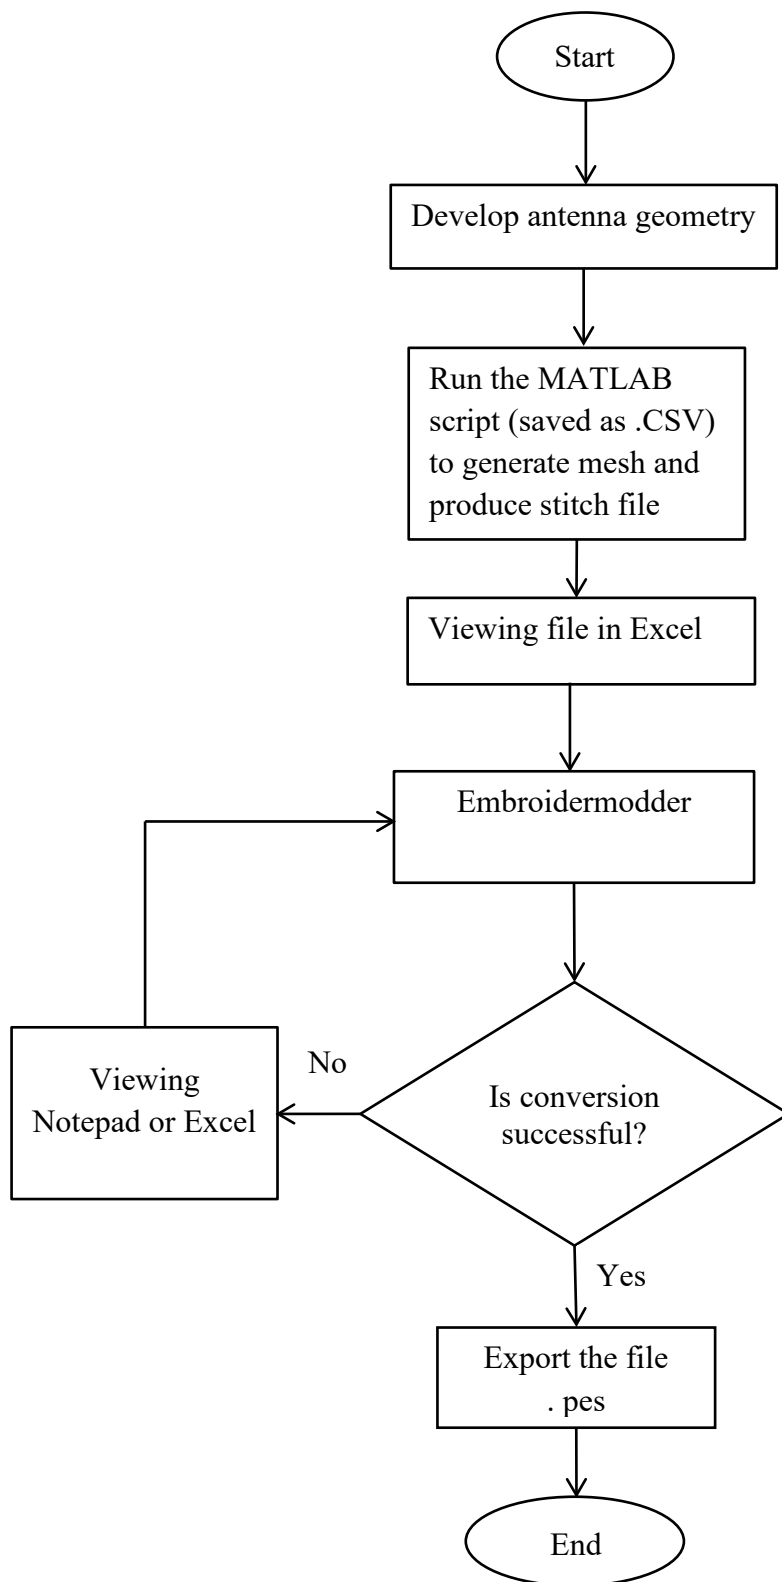 Start
Develop antenna geometry
Run the MATLAB
script (saved as .CSV)
to generate mesh and
produce stitch file
Viewing file in Excel
Embroidermodder
No
Viewing
Notepad or Excel
Is conversion
successful?
Yes
Export the file
. pes
End